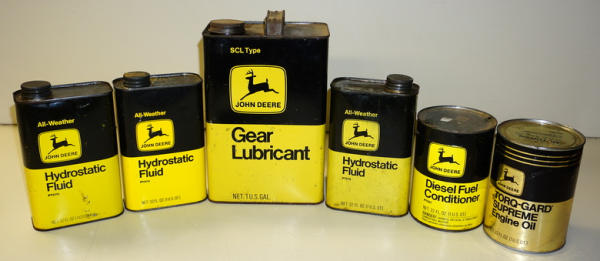 All-Weather
JOHN DEERE
Hydrostatic
Fluid
All-Weather
JOHN DEERE
Hydrostatic
Fluid
SCL Type
JOHN DEERE
Gear
Lubricant
NET. 1 U.S. GAL.
All-Weather
JOHN DEERE
Hydrostatic
Fluid
JOHN DEERE
Diesel Fuel
Conditioner
JOHN DEERE
TORQ-GARD
SUPREME
Engine Oil